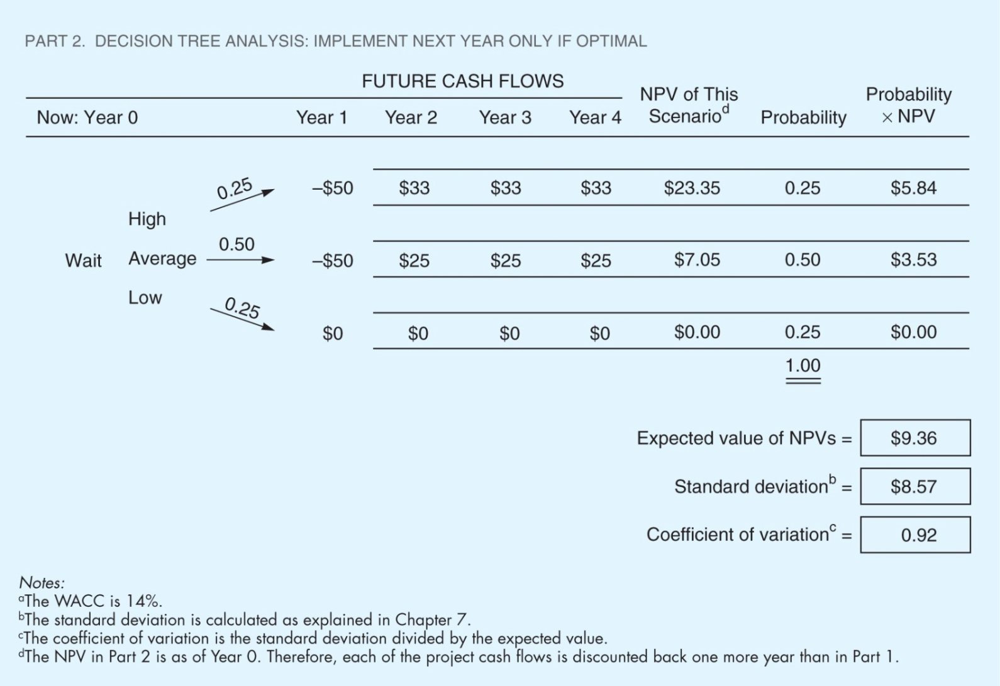 PART 2. DECISION TREE ANALYSIS: IMPLEMENT NEXT YEAR ONLY IF OPTIMAL
FUTURE CASH FLOWS
NPV of This Scenarioᵈ
Probability × NPV
Now: Year 0 Year 1 Year 2 Year 3 Year 4 Probability
0.25 –$50 $33 $33 $33 $23.35 0.25 $5.84
High
0.50
Wait Average –$50 $25 $25 $25 $7.05 0.50 $3.53
Low
0.25
$0 $0 $0 $0 $0.00 0.25 $0.00
1.00
Expected value of NPVs = $9.36
Standard deviationᵇ = $8.57
Coefficient of variationᶜ = 0.92
Notes:
ᵃThe WACC is 14%.
ᵇThe standard deviation is calculated as explained in Chapter 7.
ᶜThe coefficient of variation is the standard deviation divided by the expected value.
ᵈThe NPV in Part 2 is as of Year 0. Therefore, each of the project cash flows is discounted back one more year than in Part 1.